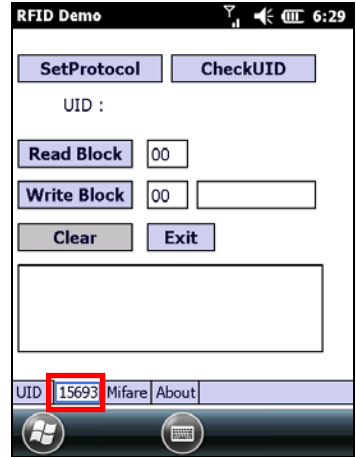 RFID Demo 6:29
SetProtocol CheckUID
UID :
Read Block 00
Write Block 00
Clear Exit
UID 15693 Mifare About